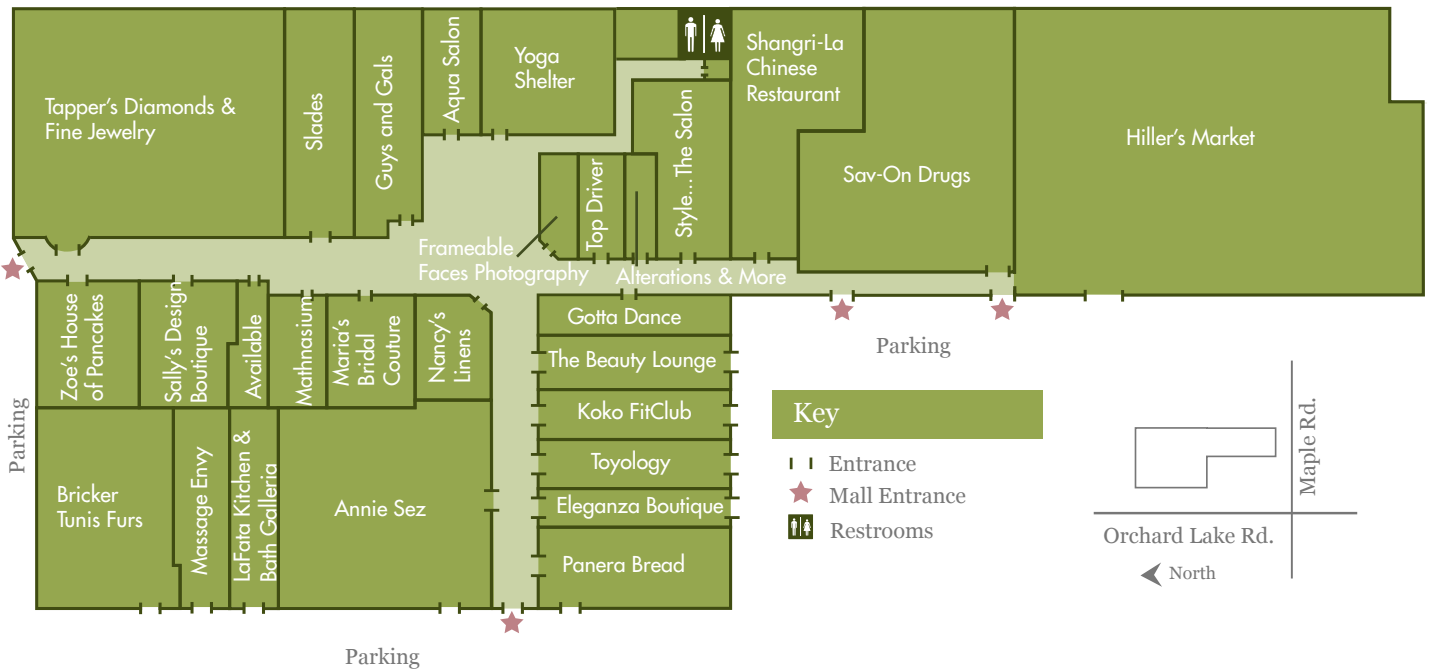 Tapper's Diamonds &
Fine Jewelry
Slades
Guys and Gals
Aqua Salon
Yoga
Shelter
Shangri-La
Chinese
Restaurant
Sav-On Drugs
Hiller's Market
Style...The Salon
Top Driver
Frameable
Faces Photography
Alterations & More
Zoe's House
of Pancakes
Sally's Design
Boutique
Available
Mathnasium
Maria's
Bridal
Couture
Nancy's
Linens
Gotta Dance
The Beauty Lounge
Koko FitClub
Toyology
Eleganza Boutique
Panera Bread
Bricker
Tunis Furs
Massage Envy
LaFata Kitchen &
Bath Galleria
Annie Sez
Parking
Parking
Parking
Key
Entrance
Mall Entrance
Restrooms
Maple Rd.
Orchard Lake Rd.
North